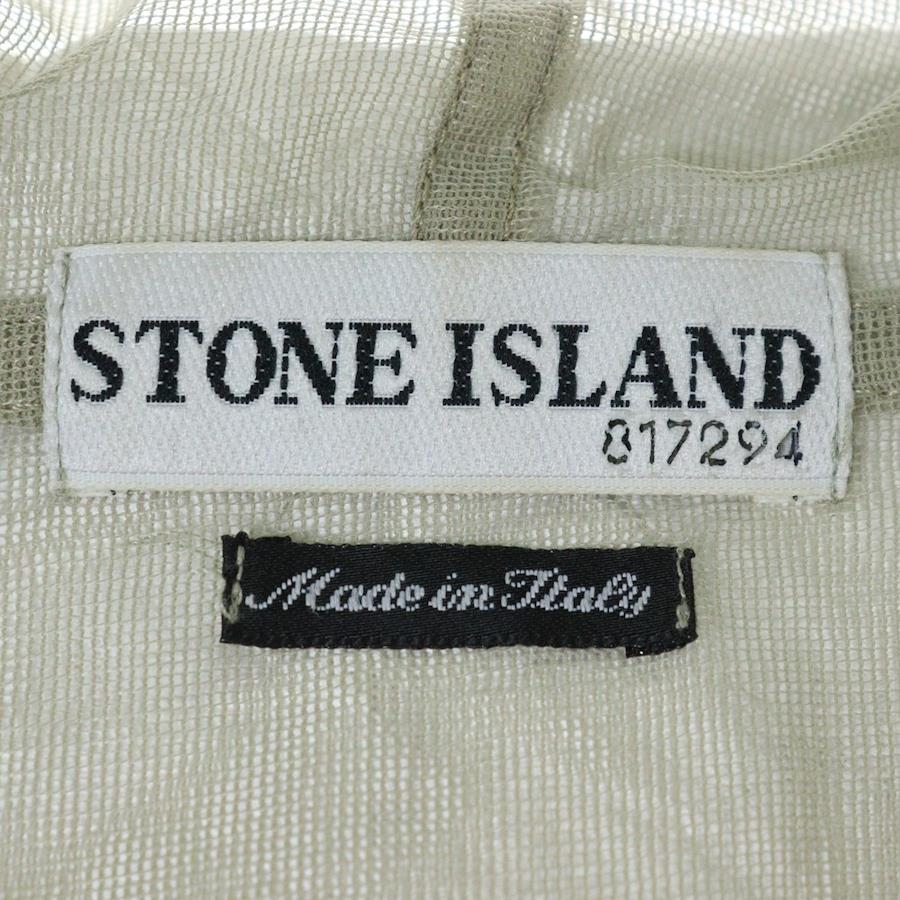 STONE ISLAND
817294
Made in Italy